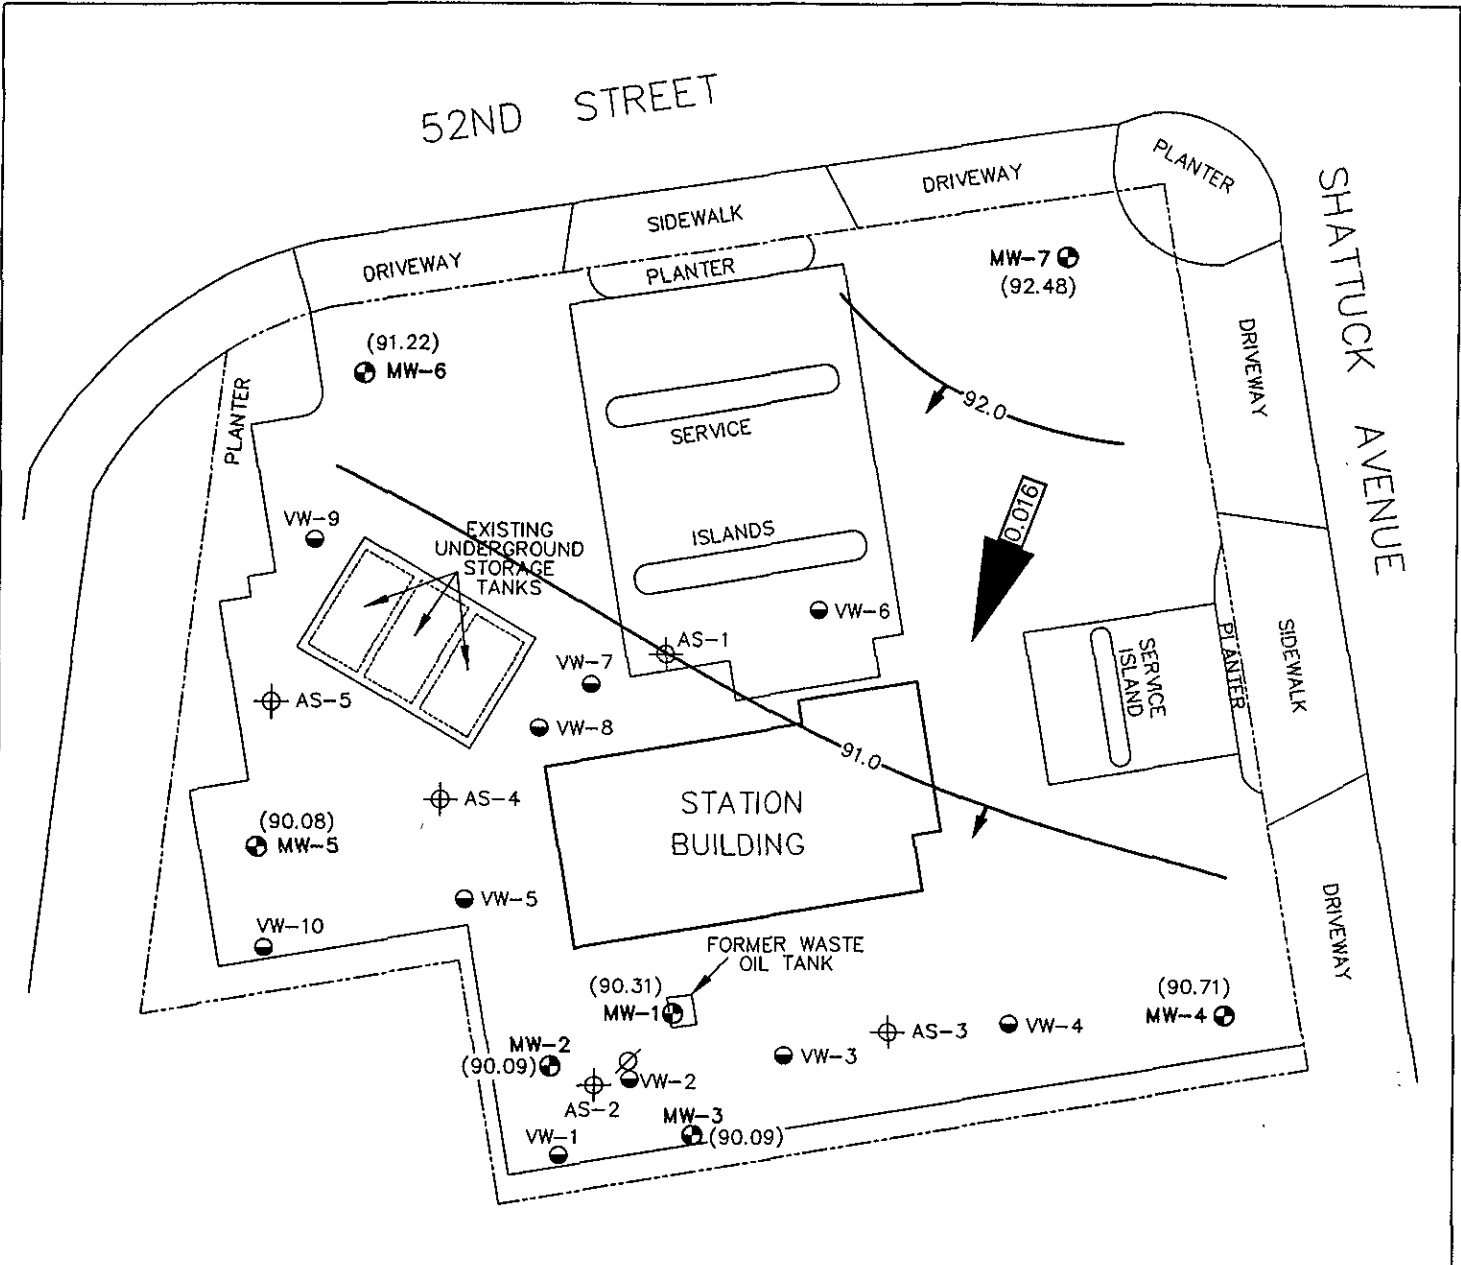 52ND STREET
SHATTUCK AVENUE
PLANTER
DRIVEWAY
SIDEWALK
DRIVEWAY
PLANTER
MW-7
(92.48)
(91.22)
MW-6
DRIVEWAY
PLANTER
SERVICE
92.0
0.016
ISLANDS
VW-9
EXISTING
UNDERGROUND
STORAGE
TANKS
VW-6
AS-1
VW-7
SERVICE
ISLAND
PLANTER
SIDEWALK
AS-5
VW-8
91.0
AS-4
STATION
BUILDING
(90.08)
MW-5
VW-5
VW-10
DRIVEWAY
FORMER WASTE
OIL TANK
(90.31)
MW-1
(90.71)
MW-4
AS-3
VW-4
MW-2
(90.09)
VW-3
VW-2
AS-2
MW-3
(90.09)
VW-1